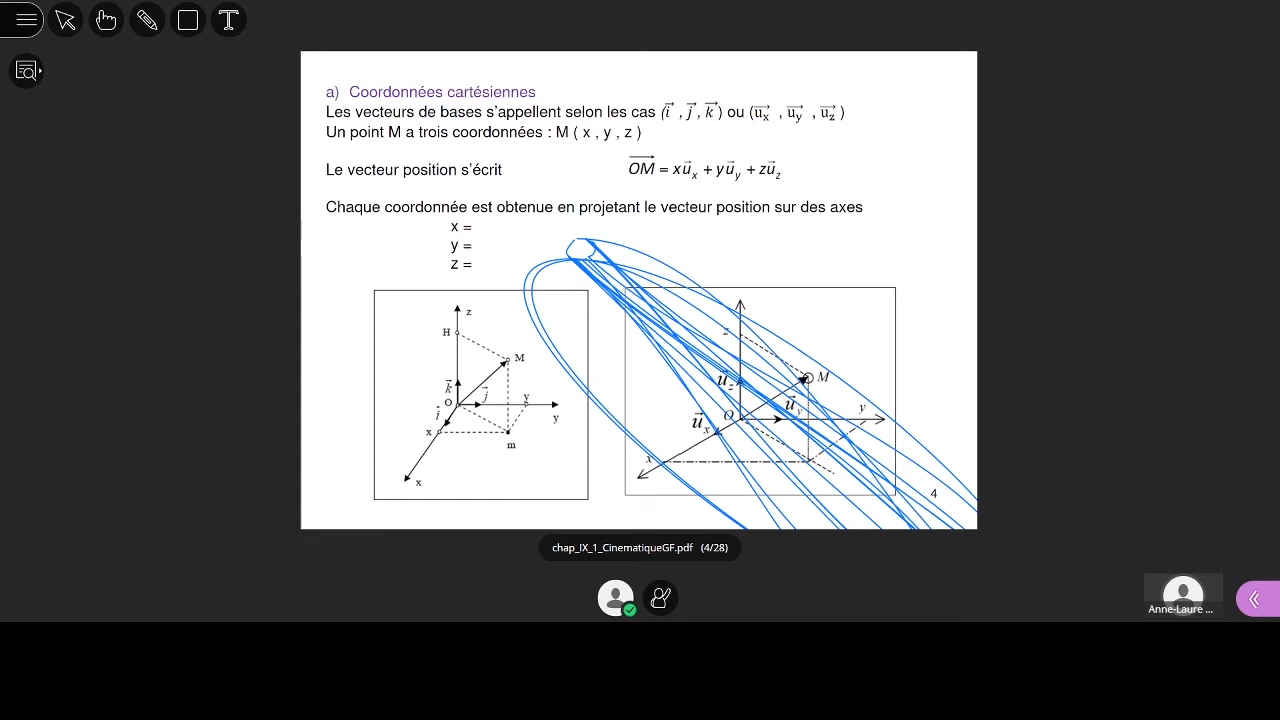 T
a) Coordonnées cartésiennes
Les vecteurs de bases s'appellent selon les cas (i⃗ , j⃗ , k⃗ ) ou (u⃗x , u⃗y , u⃗z )
Un point M a trois coordonnées : M ( x , y , z )
Le vecteur position s'écrit OM⃗ = xu⃗x + yu⃗y + zu⃗z
Chaque coordonnée est obtenue en projetant le vecteur position sur des axes
x =
y =
z =
z
H
M
k⃗
j⃗
y
O
i⃗
y
x
m
x
z
u⃗z
M
u⃗y
y
O
u⃗x
x
4
chap_IX_1_CinematiqueGF.pdf (4/28)
Anne-Laure ...